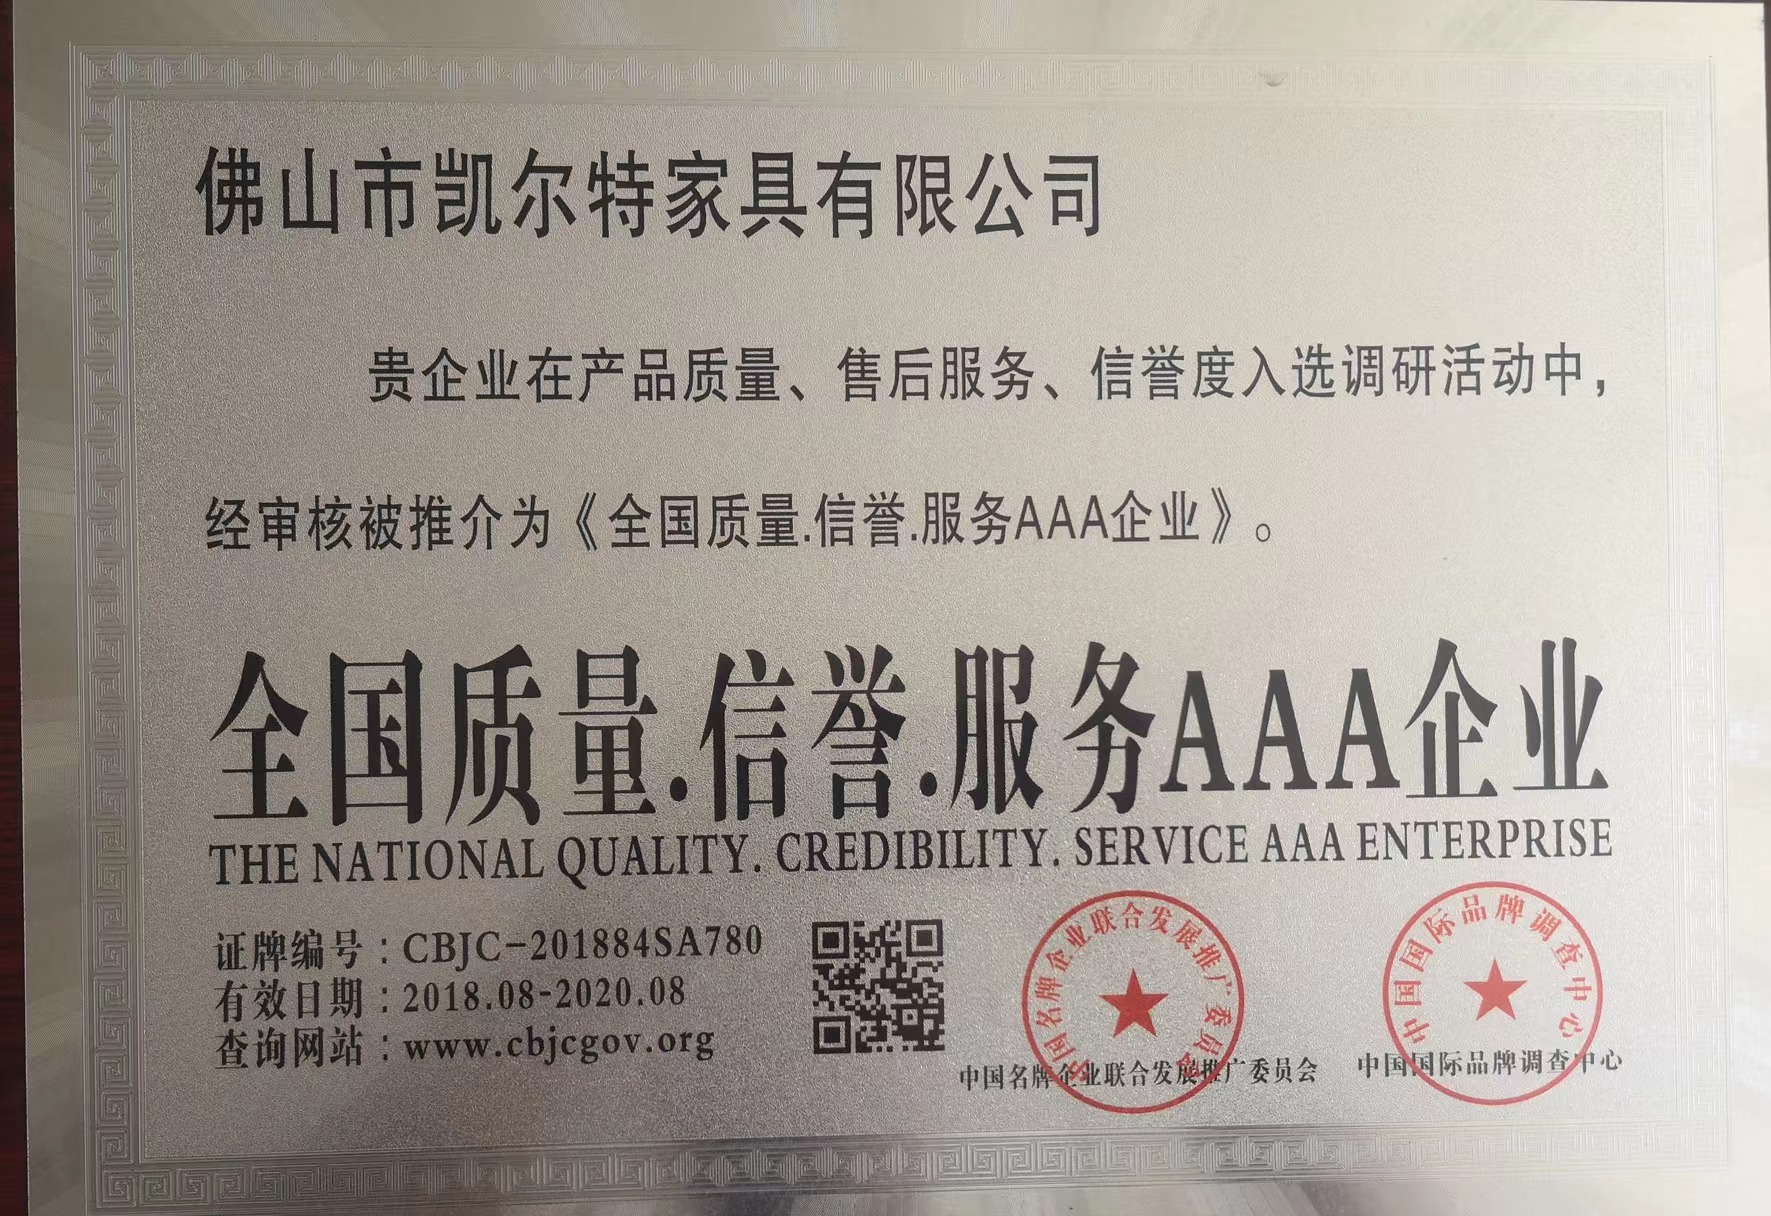 佛山市凯尔特家具有限公司
贵企业在产品质量、售后服务、信誉度入选调研活动中，
经审核被推介为《全国质量.信誉.服务AAA企业》。
全国质量.信誉.服务AAA企业
THE NATIONAL QUALITY. CREDIBILITY. SERVICE AAA ENTERPRISE
证牌编号：CBJC-201884SA780
有效日期：2018.08-2020.08
查询网站：www.cbjcgov.org
中国名牌企业联合发展推广委员会
中国名牌企业联合发展推广委员会
中国国际品牌调查中心
中国国际品牌调查中心